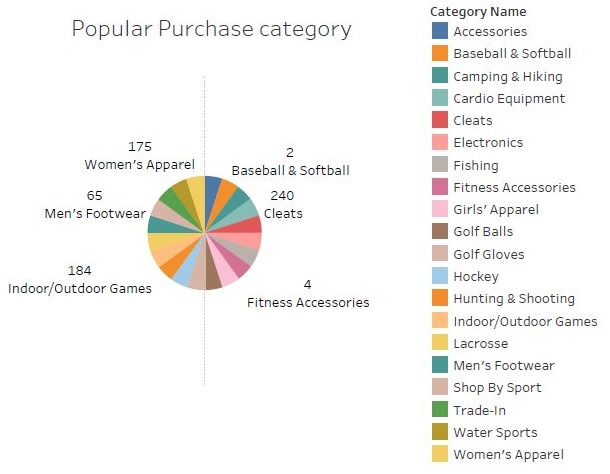 Popular Purchase category
175
Women's Apparel
2
Baseball & Softball
65
Men's Footwear
240
Cleats
184
Indoor/Outdoor Games
4
Fitness Accessories
Category Name
Accessories
Baseball & Softball
Camping & Hiking
Cardio Equipment
Cleats
Electronics
Fishing
Fitness Accessories
Girls' Apparel
Golf Balls
Golf Gloves
Hockey
Hunting & Shooting
Indoor/Outdoor Games
Lacrosse
Men's Footwear
Shop By Sport
Trade-In
Water Sports
Women's Apparel